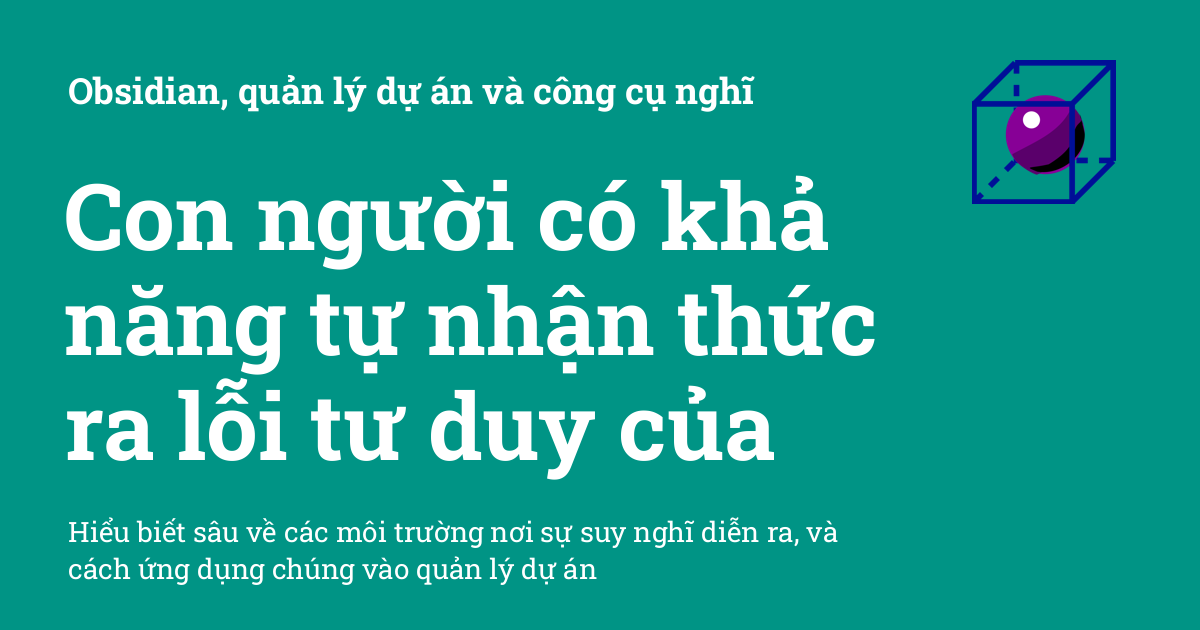 Obsidian, quản lý dự án và công cụ nghĩ
Con người có khả
năng tự nhận thức
ra lỗi tư duy của
Hiểu biết sâu về các môi trường nơi sự suy nghĩ diễn ra, và
cách ứng dụng chúng vào quản lý dự án